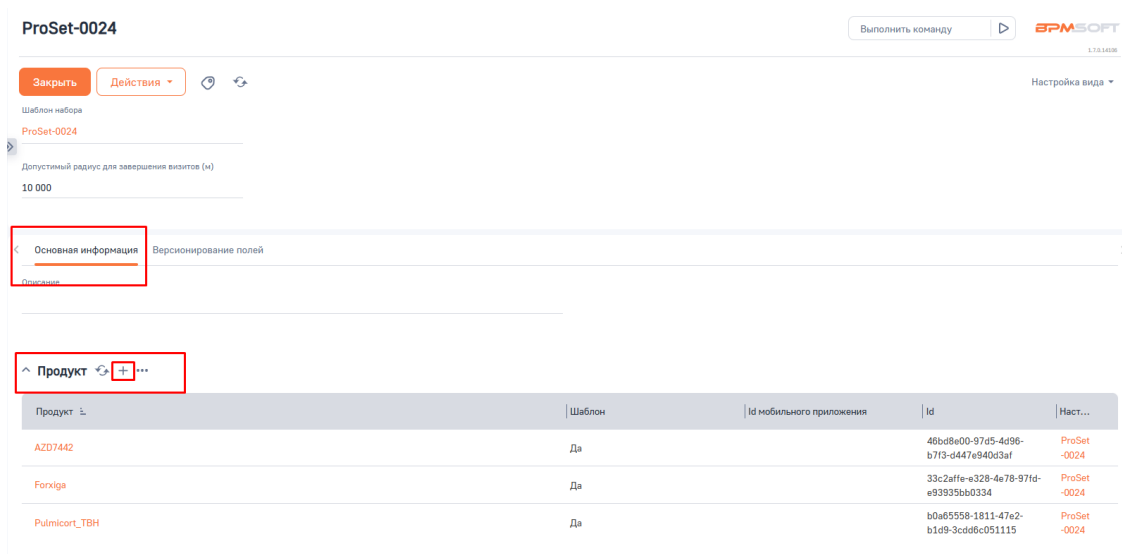 ProSet-0024
Выполнить команду
BPMSOFT
1.7.0.14106
Закрыть
Действия
Настройка вида
Шаблон набора
ProSet-0024
Допустимый радиус для завершения визитов (м)
10 000
Основная информация Версионирование полей
Описание
Продукт
Продукт Шаблон Id мобильного приложения Id Наст...
AZD7442 Да 46bd8e00-97d5-4d96- ProSet
b7f3-d447e940d3af -0024
Forxiga Да 33c2affe-e328-4e78-97fd- ProSet
e93935bb0334 -0024
Pulmicort_TBH Да b0a65558-1811-47e2- ProSet
b1d9-3cdd6c051115 -0024